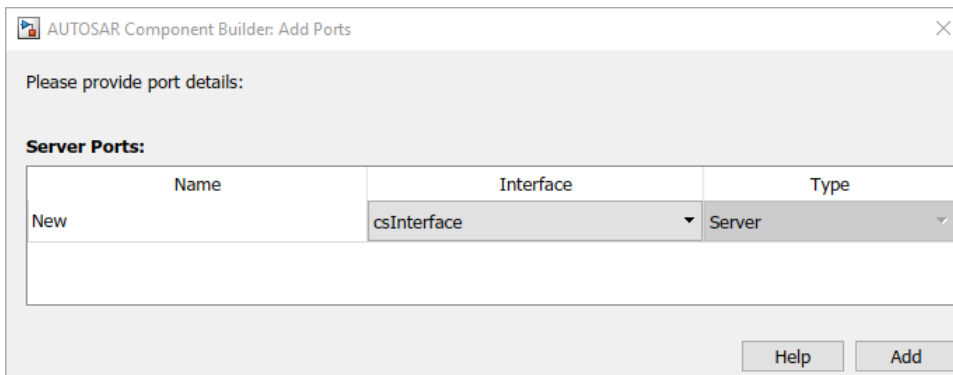 AUTOSAR Component Builder: Add Ports
Please provide port details:
Server Ports:
Name Interface Type
New csInterface Server
Help Add